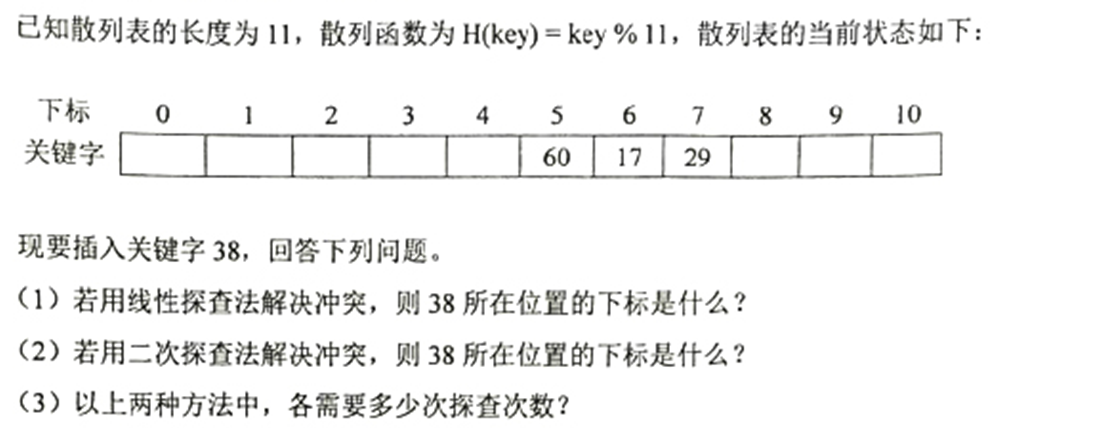 已知散列表的长度为 11，散列函数为 H(key) = key % 11，散列表的当前状态如下：
下标 0 1 2 3 4 5 6 7 8 9 10
关键字 60 17 29
现要插入关键字 38，回答下列问题。
（1）若用线性探查法解决冲突，则 38 所在位置的下标是什么？
（2）若用二次探查法解决冲突，则 38 所在位置的下标是什么？
（3）以上两种方法中，各需要多少次探查次数？